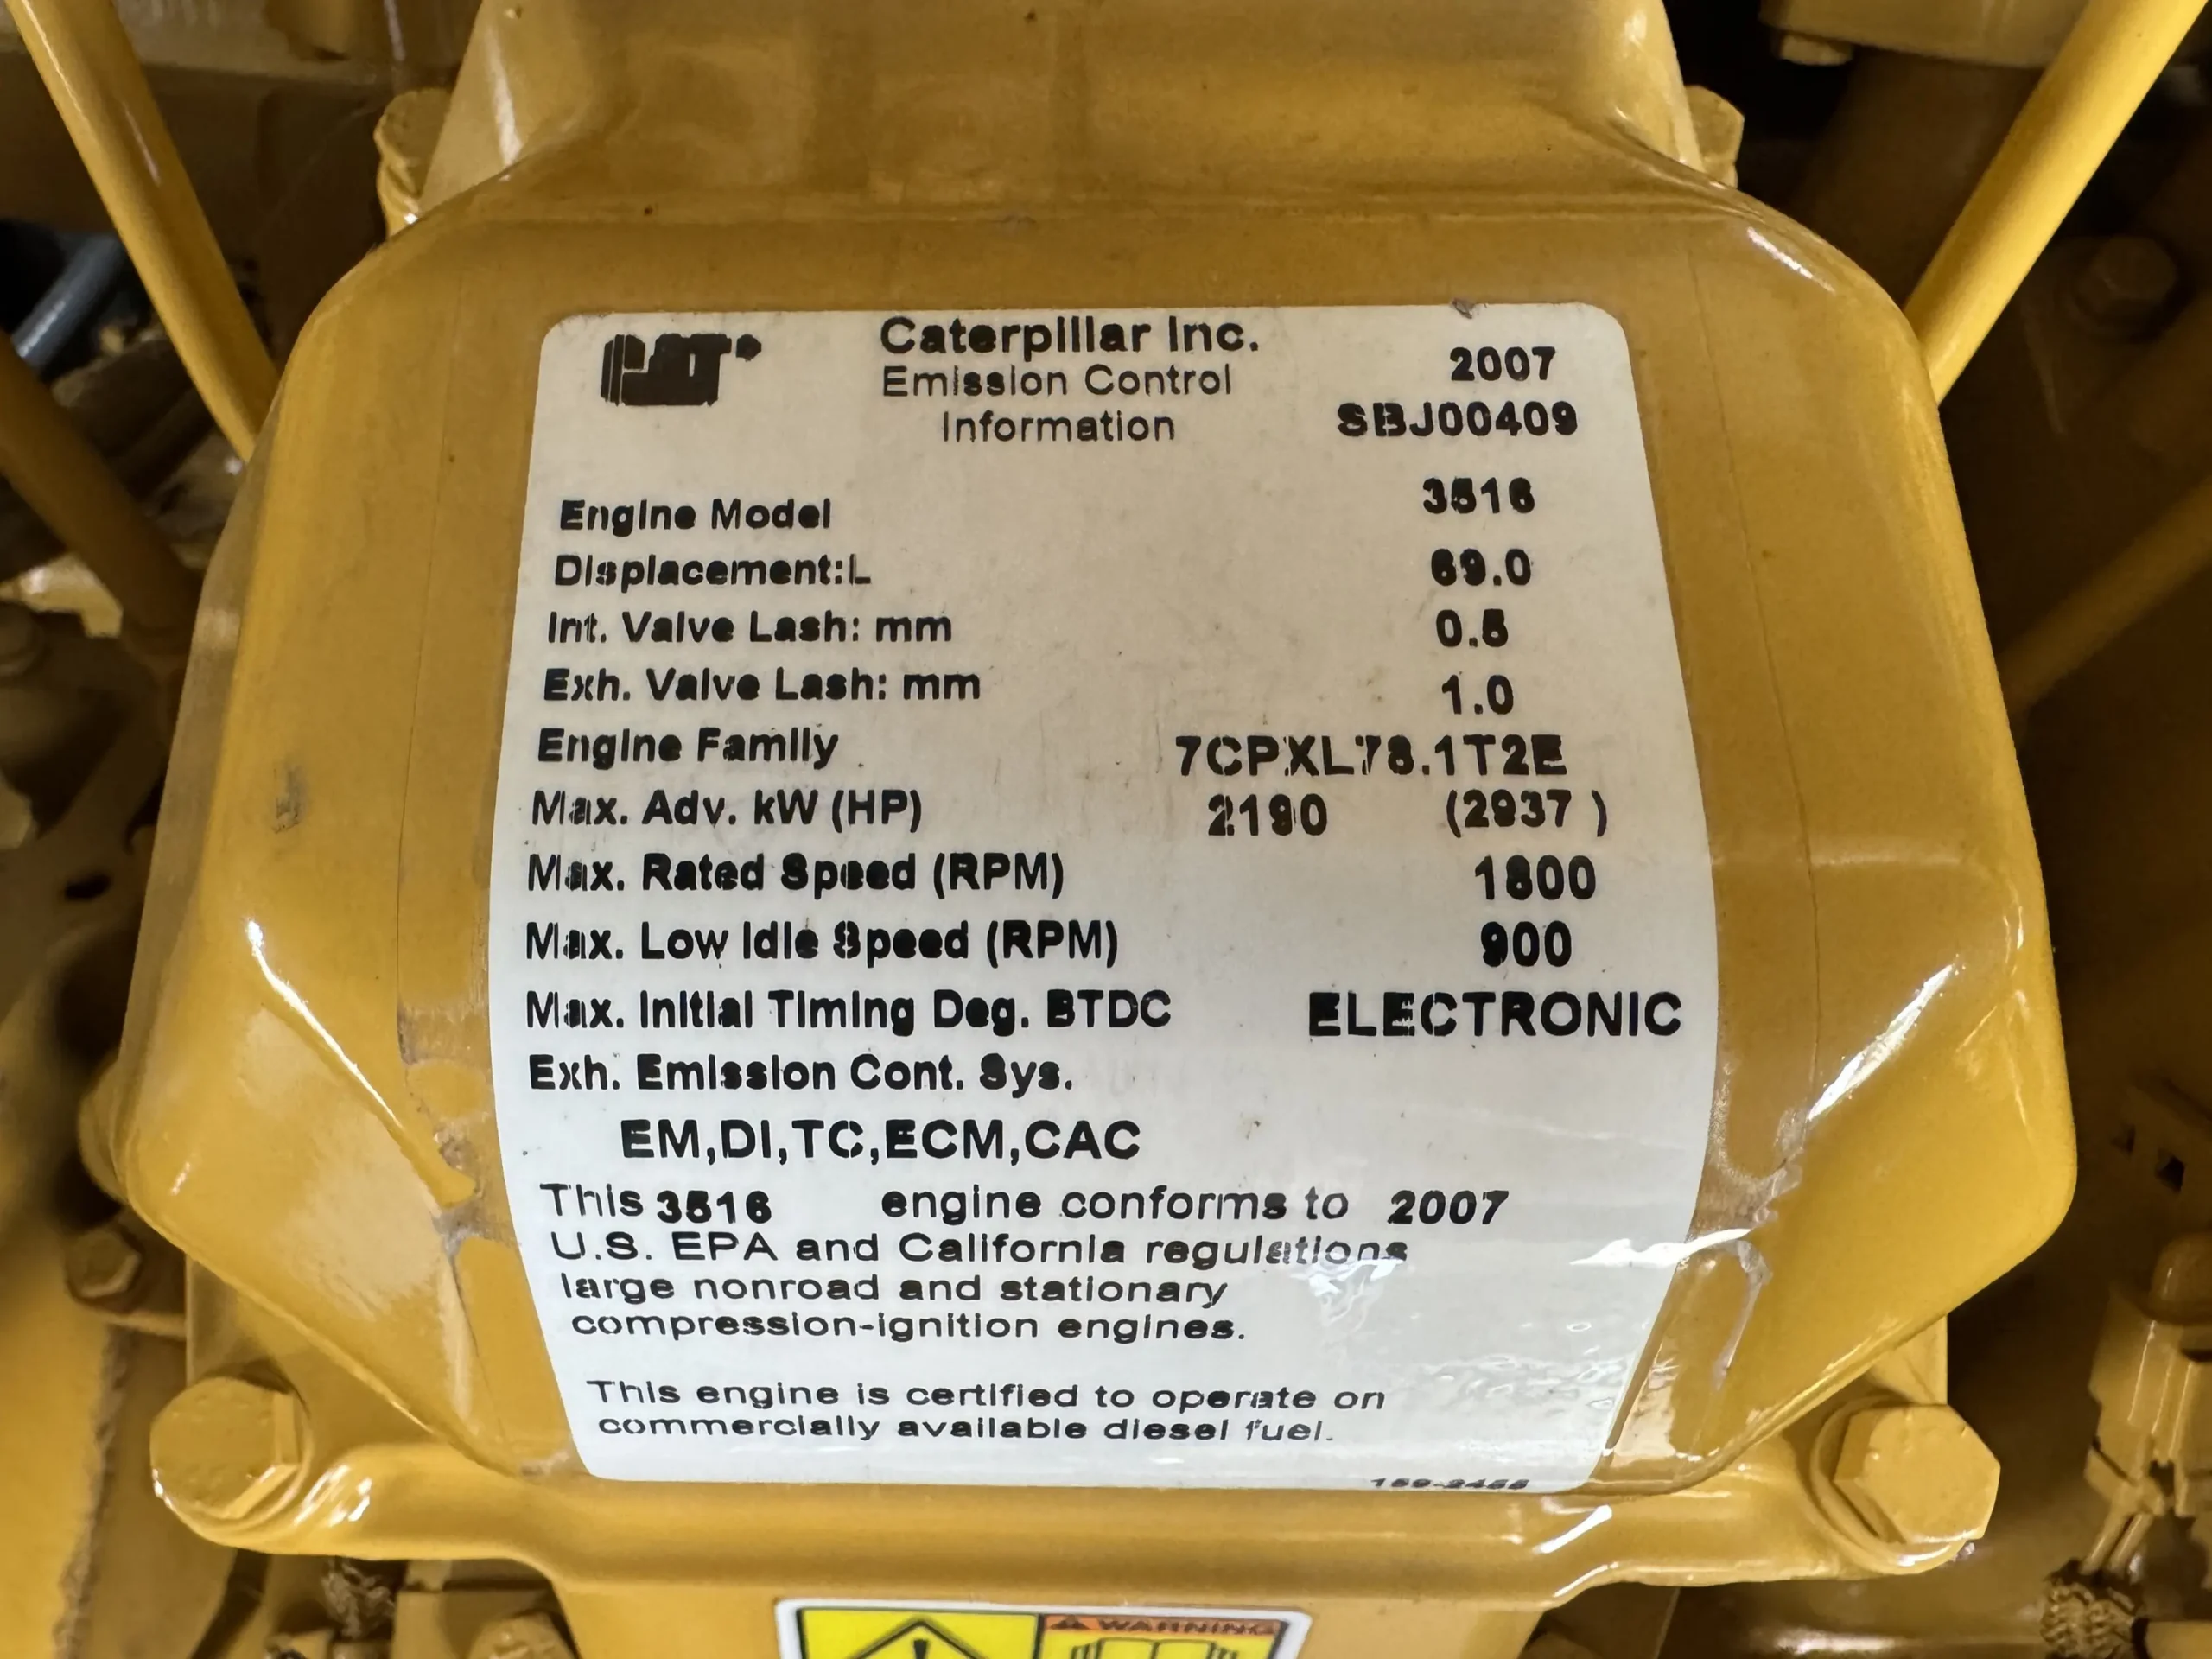 CAT
Caterpillar Inc.
Emission Control
Information
2007
SBJ00409
Engine Model 3516
Displacement:L 69.0
Int. Valve Lash: mm 0.5
Exh. Valve Lash: mm 1.0
Engine Family 7CPXL78.1T2E
Max. Adv. kW (HP) 2190 (2937 )
Max. Rated Speed (RPM) 1800
Max. Low Idle Speed (RPM) 900
Max. Initial Timing Deg. BTDC ELECTRONIC
Exh. Emission Cont. Sys.
EM,DI,TC,ECM,CAC
This 3516 engine conforms to 2007
U.S. EPA and California regulations
large nonroad and stationary
compression-ignition engines.
This engine is certified to operate on
commercially available diesel fuel.
WARNING